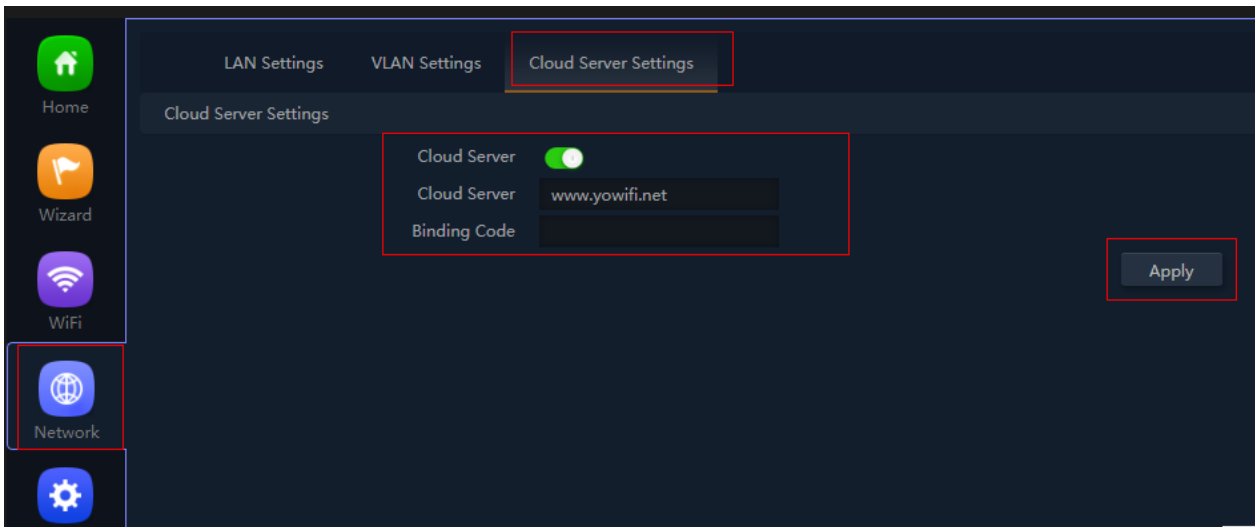 Home
Wizard
WiFi
Network
LAN Settings VLAN Settings Cloud Server Settings
Cloud Server Settings
Cloud Server
Cloud Server www.yowifi.net
Binding Code
Apply